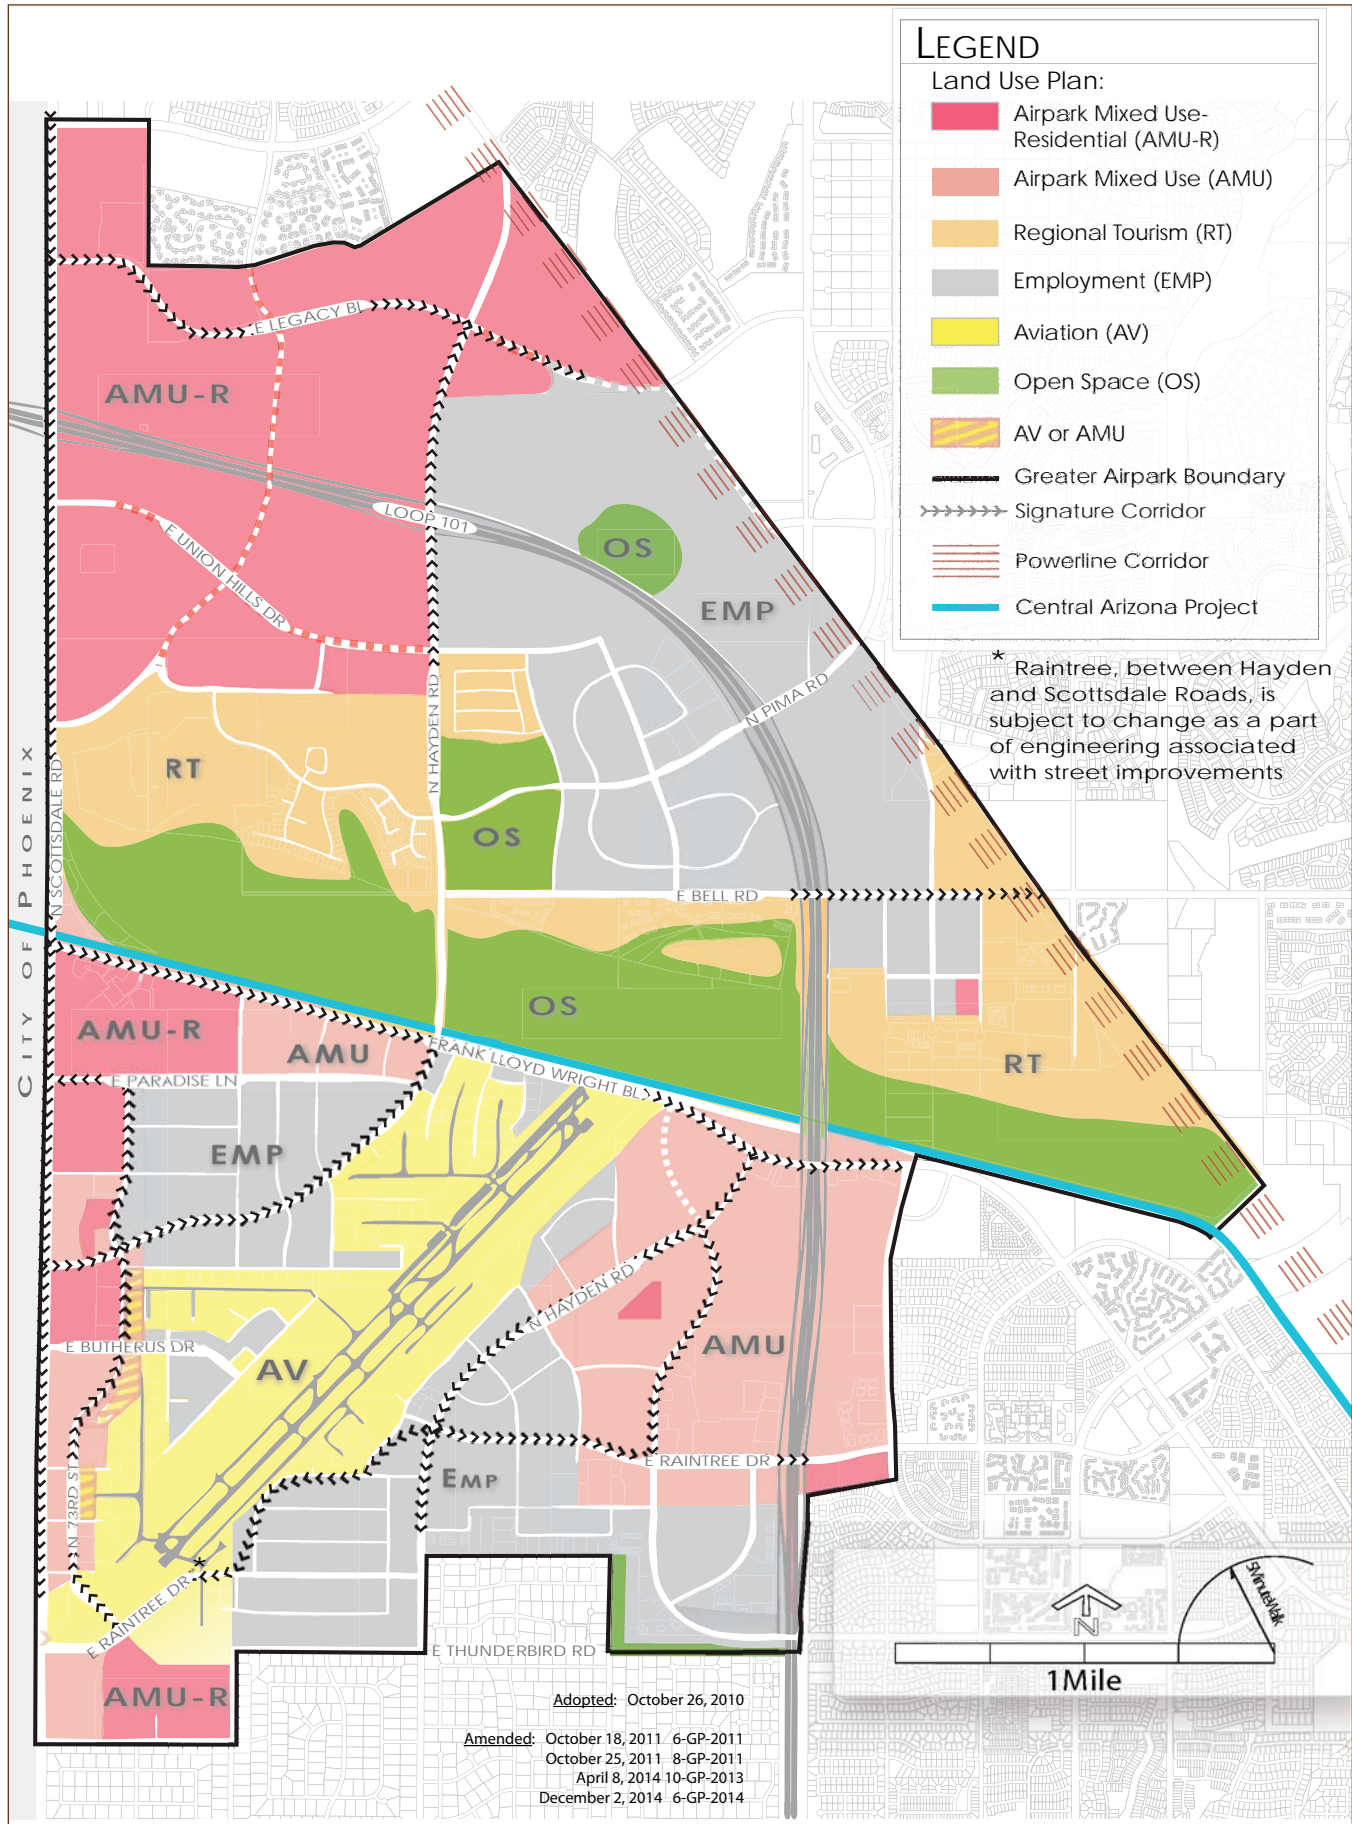 LEGEND
Land Use Plan:
Airpark Mixed Use-
Residential (AMU-R)
Airpark Mixed Use (AMU)
Regional Tourism (RT)
Employment (EMP)
Aviation (AV)
Open Space (OS)
AV or AMU
Greater Airpark Boundary
Signature Corridor
Powerline Corridor
Central Arizona Project
* Raintree, between Hayden
and Scottsdale Roads, is
subject to change as a part
of engineering associated
with street improvements
E LEGACY BL
AMU-R
LOOP 101
E UNION HILLS DR
OS
EMP
N PIMA RD
N HAYDEN RD
RT
N SCOTTSDALE RD
CITY OF PHOENIX
OS
E BELL RD
OS
AMU-R
AMU
FRANK LLOYD WRIGHT BL
RT
E PARADISE LN
EMP
N HAYDEN RD
E BUTHERUS DR
AV
AMU
E RAINTREE DR
EMP
N 73RD ST
*
E RAINTREE DR
E THUNDERBIRD RD
AMU-R
5 Minute Walk
N
1 Mile
Adopted: October 26, 2010
Amended: October 18, 2011 6-GP-2011
October 25, 2011 8-GP-2011
April 8, 2014 10-GP-2013
December 2, 2014 6-GP-2014